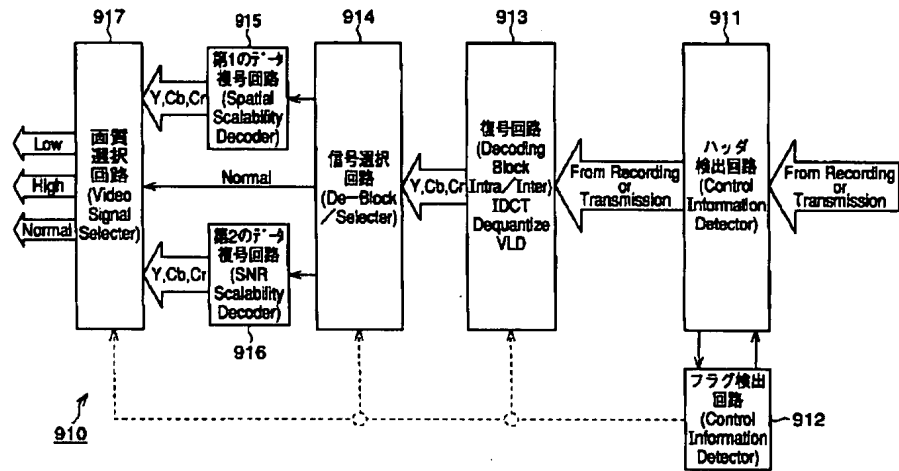 917
915
914
913
911
画質
選択
回路
(Video
Signal
Selecter)
Low
High
Normal
Y,Cb,Cr
第1のデータ
復号回路
(Spatial
Scalability
Decoder)
Normal
Y,Cb,Cr
第2のデータ
復号回路
(SNR
Scalability
Decoder)
916
信号選択
回路
(De-Block
/Selecter)
Y,Cb,Cr
復号回路
(Decoding
Block
Intra/Inter)
IDCT
Dequantize
VLD
From Recording
or
Transmission
ハッダ
検出回路
(Control
Information
Detector)
From Recording
or
Transmission
フラグ検出
回路
(Control
Information
Detector)
912
910